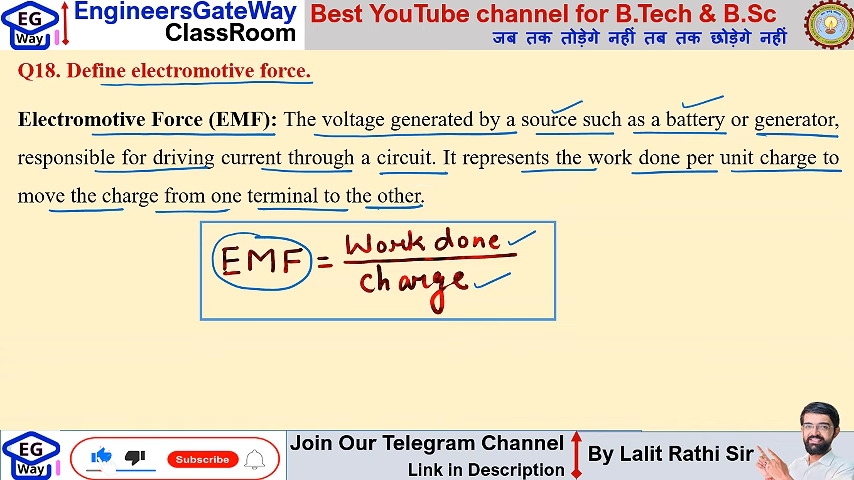 EG
Way
EngineersGateWay
ClassRoom
Best YouTube channel for B.Tech & B.Sc
जब तक तोड़ेगे नहीं तब तक छोड़ेगे नहीं
Q18. Define electromotive force.
Electromotive Force (EMF): The voltage generated by a source such as a battery or generator,
responsible for driving current through a circuit. It represents the work done per unit charge to
move the charge from one terminal to the other.
EMF = Work done
charge
EG
Way
Subscribe
Join Our Telegram Channel
Link in Description
By Lalit Rathi Sir